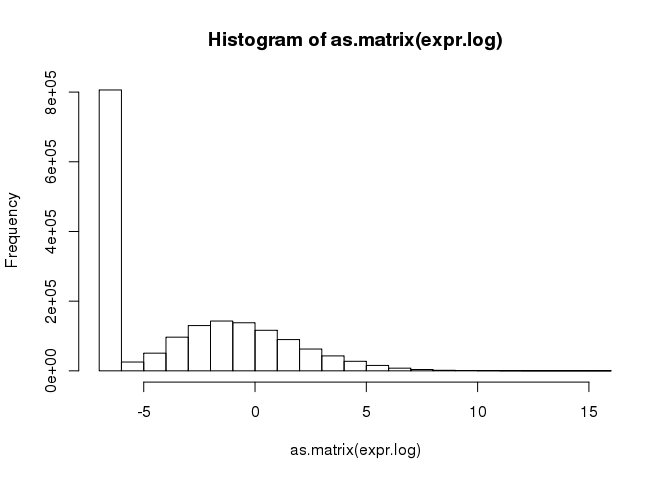 Histogram of as.matrix(expr.log)
Frequency
8e+05
6e+05
4e+05
2e+05
0e+00
-5
0
5
10
15
as.matrix(expr.log)